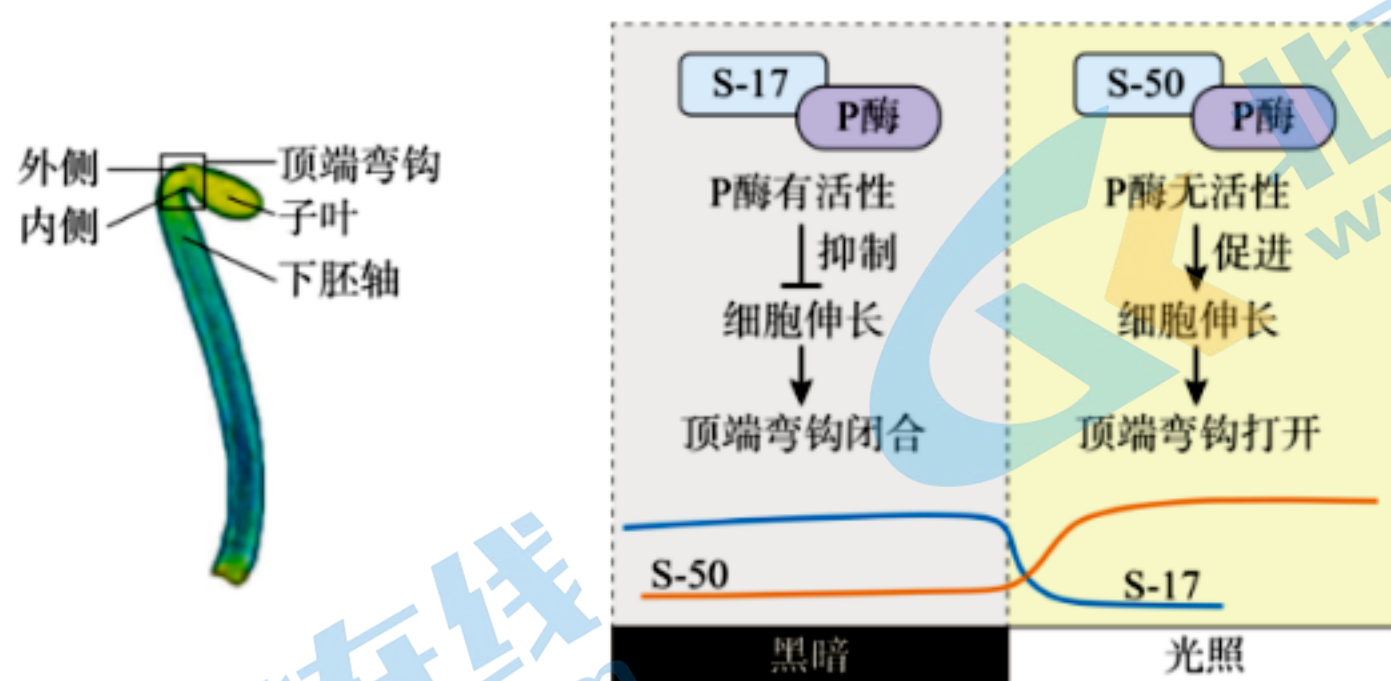 外侧
内侧
顶端弯钩
子叶
下胚轴
S-17
P酶
P酶有活性
抑制
细胞伸长
顶端弯钩闭合
S-50
黑暗
S-50
P酶
P酶无活性
促进
细胞伸长
顶端弯钩打开
S-17
光照
在线